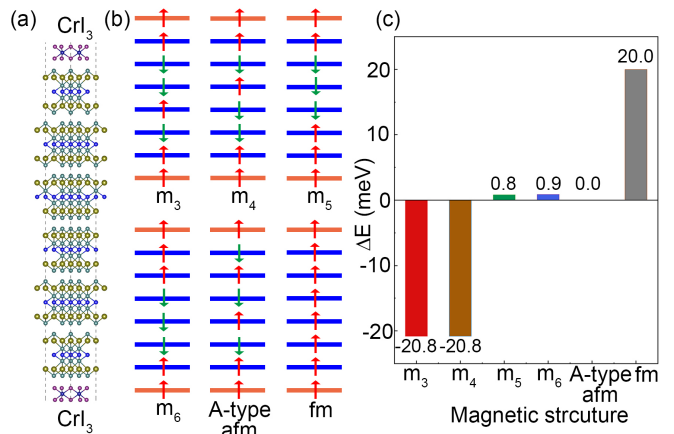 (a)
CrI3
CrI3
(b)
m3
m4
m5
m6
A-type
afm
fm
(c)
ΔE (meV)
20
10
0
-10
-20
-20.8
-20.8
0.8
0.9
0.0
20.0
m3
m4
m5
m6
A-type
afm
fm
Magnetic strcuture